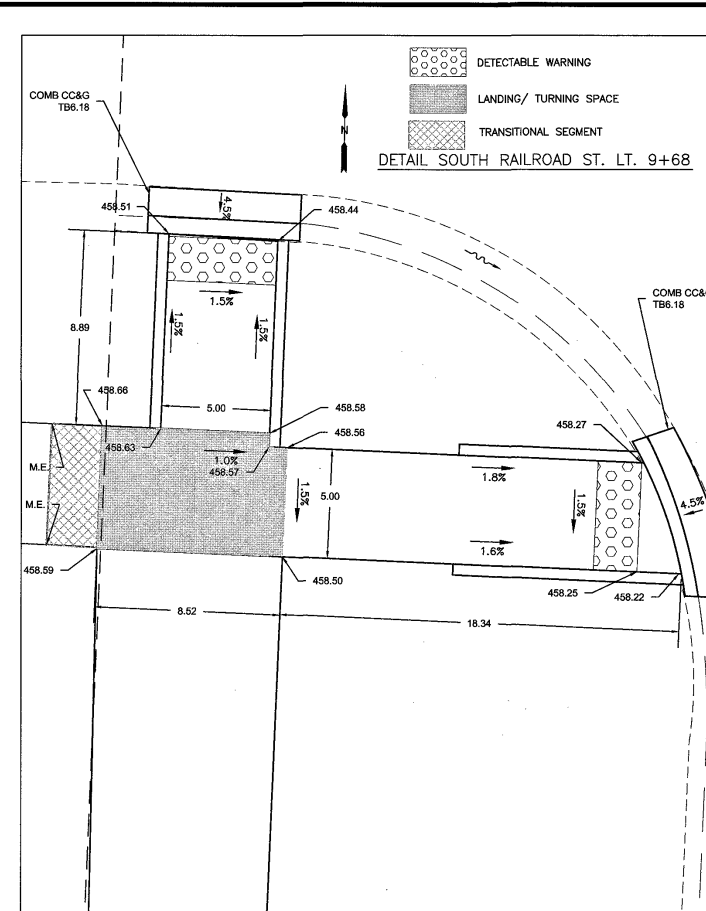 DETECTABLE WARNING
LANDING/ TURNING SPACE
TRANSITIONAL SEGMENT
DETAIL SOUTH RAILROAD ST. LT. 9+68
COMB CC&G
TB6.18
N
4.5%
458.51
458.44
1.5%
1.5%
1.5%
8.89
5.00
COMB CC&
TB6.18
458.66
458.58
458.56
458.27
458.63
1.0%
458.57
M.E.
M.E.
1.5%
5.00
1.8%
1.5%
4.5%
1.6%
458.59
458.50
458.25
458.22
8.52
18.34